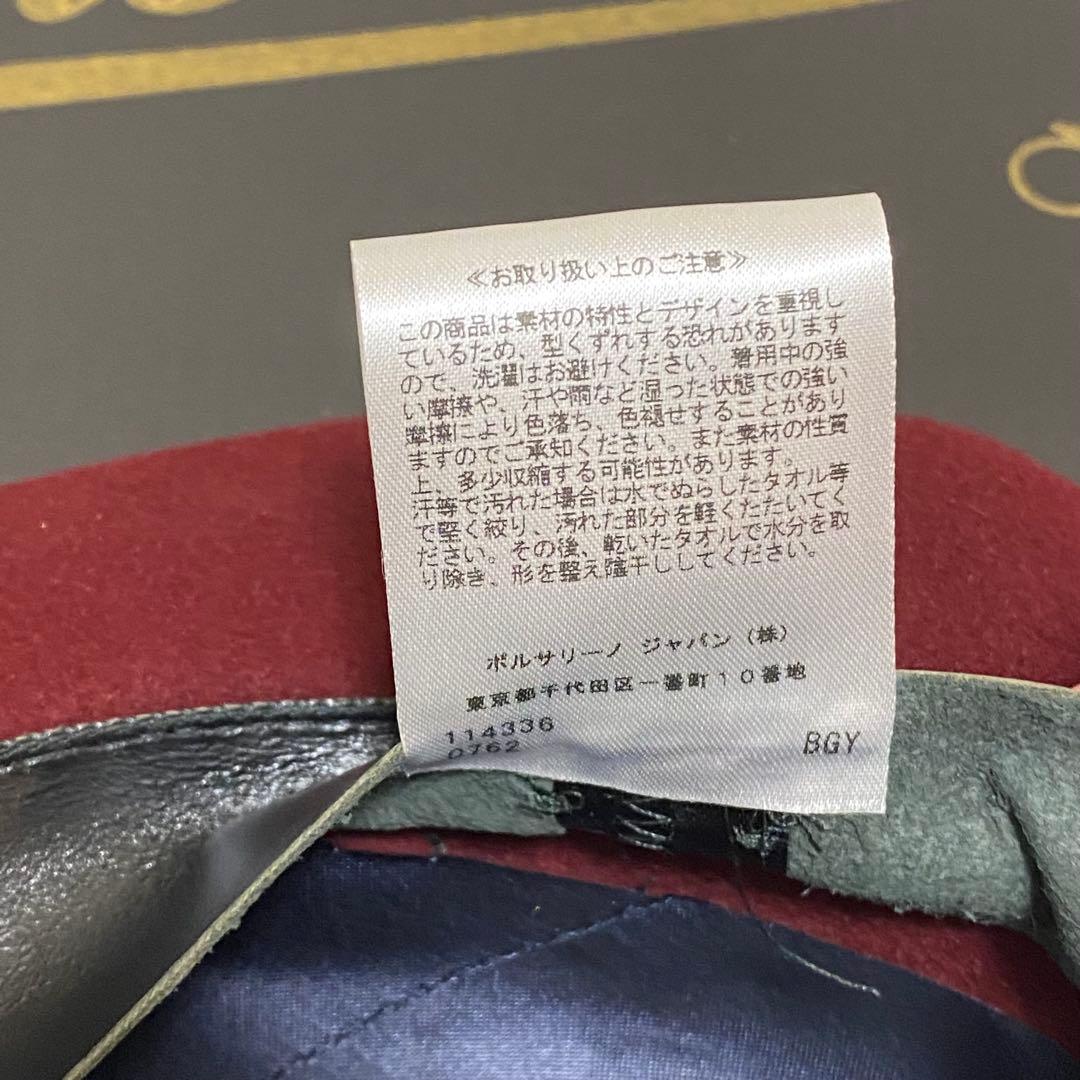 ≪お取り扱い上のご注意≫
この商品は素材の特性とデザインを重視し
ているため、型くずれする恐れがあります
ので、洗濯はお避けください。着用中の強
い摩擦や、汗や雨など湿った状態での強い
摩擦により色落ち、色褪せすることがあり
ますのでご承知ください。また素材の性質
上、多少収縮する可能性があります。
汗等で汚れた場合は水でぬらしたタオル等
で堅く絞り、汚れた部分を軽くたたいてく
ださい。その後、乾いたタオルで水分を取
り除き、形を整え陰干ししてください。
ボルサリーノ ジャパン（株）
東京都千代田区一番町１０番地
114336
0762
BGY